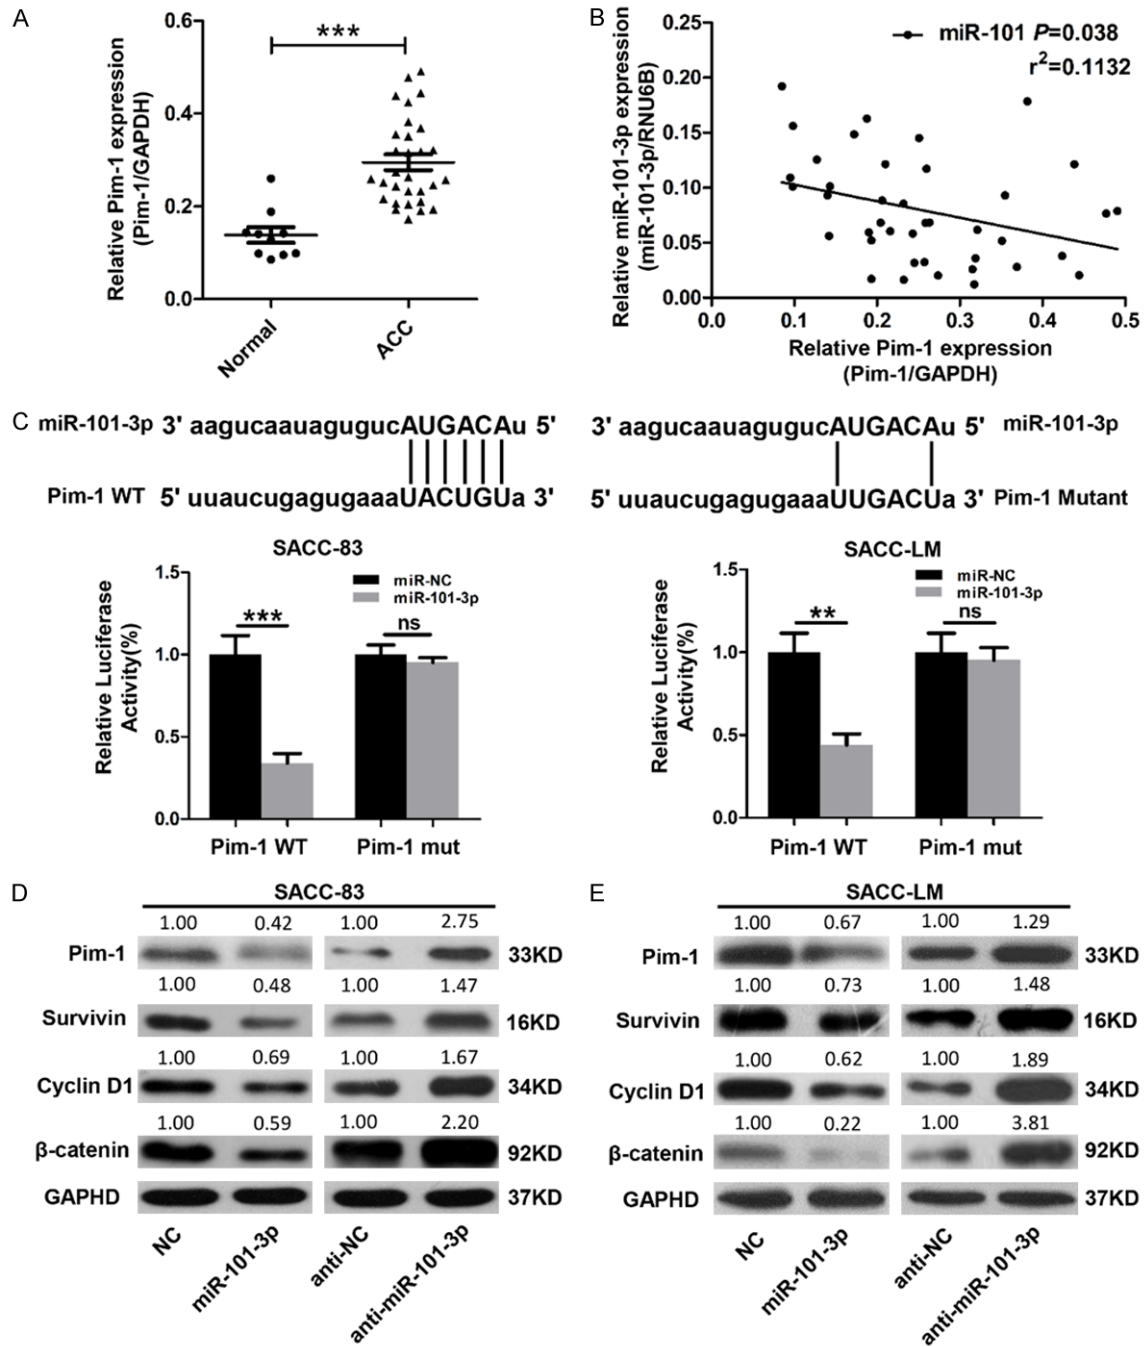 A
Relative Pim-1 expression
(Pim-1/GAPDH)
0.6
0.4
0.2
0.0
***
Normal
ACC
B
Relative miR-101-3p expression
(miR-101-3p/RNU6B)
0.25
0.20
0.15
0.10
0.05
0.00
miR-101 P=0.038
r²=0.1132
0.0 0.1 0.2 0.3 0.4 0.5
Relative Pim-1 expression
(Pim-1/GAPDH)
C
miR-101-3p 3' aagucaauagugucAUGACAu 5'
Pim-1 WT 5' uuaucugagugaaaUACUGUa 3'
3' aagucaauagugucAUGACAu 5' miR-101-3p
5' uuaucugagugaaaUUGACUa 3' Pim-1 Mutant
SACC-83
Relative Luciferase
Activity(%)
1.5
1.0
0.5
0.0
miR-NC
miR-101-3p
***
ns
Pim-1 WT Pim-1 mut
SACC-LM
Relative Luciferase
Activity(%)
1.5
1.0
0.5
0.0
miR-NC
miR-101-3p
**
ns
Pim-1 WT Pim-1 mut
D
SACC-83
1.00 0.42 1.00 2.75
Pim-1 33KD
1.00 0.48 1.00 1.47
Survivin 16KD
1.00 0.69 1.00 1.67
Cyclin D1 34KD
1.00 0.59 1.00 2.20
β-catenin 92KD
GAPHD 37KD
NC
miR-101-3p
anti-NC
anti-miR-101-3p
E
SACC-LM
1.00 0.67 1.00 1.29
Pim-1 33KD
1.00 0.73 1.00 1.48
Survivin 16KD
1.00 0.62 1.00 1.89
Cyclin D1 34KD
1.00 0.22 1.00 3.81
β-catenin 92KD
GAPHD 37KD
NC
miR-101-3p
anti-NC
anti-miR-101-3p